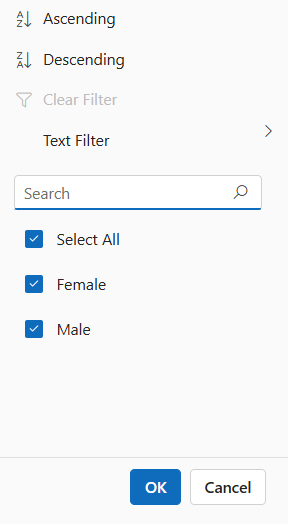 Ascending
Descending
Clear Filter
Text Filter
Search
Select All
Female
Male
OK
Cancel